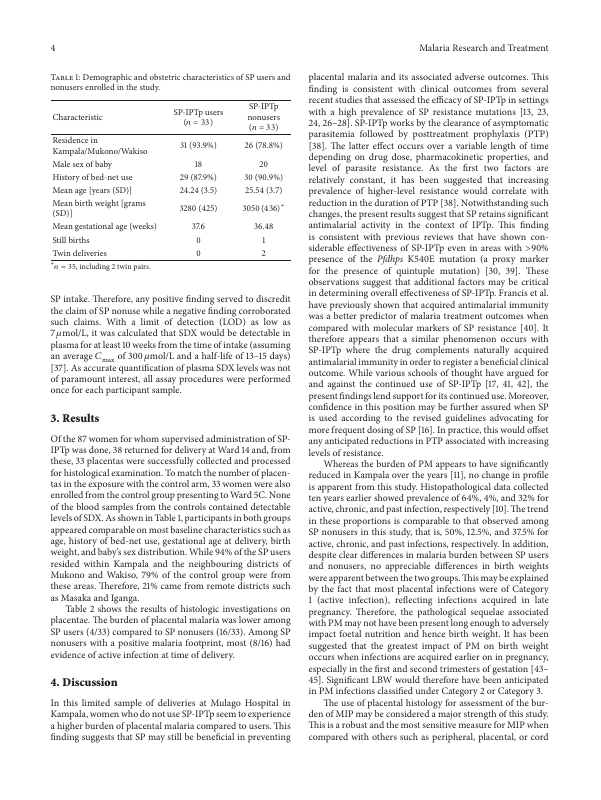 4
Malaria Research and Treatment
Table 1: Demographic and obstetric characteristics of SP users and
nonusers enrolled in the study.
Characteristic
SP-IPTp users
(n = 33)
SP-IPTp
nonusers
(n = 33)
Residence in
Kampala/Mukono/Wakiso
31 (93.9%)
26 (78.8%)
Male sex of baby
18
20
History of bed-net use
29 (87.9%)
30 (90.9%)
Mean age [years (SD)]
24.24 (3.5)
25.54 (3.7)
Mean birth weight [grams
(SD)]
3280 (425)
3050 (436)*
Mean gestational age (weeks)
37.6
36.48
Still births
0
1
Twin deliveries
0
2
*n = 35, including 2 twin pairs.
SP intake. Therefore, any positive finding served to discredit
the claim of SP nonuse while a negative finding corroborated
such claims. With a limit of detection (LOD) as low as
7 μmol/L, it was calculated that SDX would be detectable in
plasma for at least 10 weeks from the time of intake (assuming
an average Cmax of 300 μmol/L and a half-life of 13–15 days)
[37]. As accurate quantification of plasma SDX levels was not
of paramount interest, all assay procedures were performed
once for each participant sample.
3. Results
Of the 87 women for whom supervised administration of SP-
IPTp was done, 38 returned for delivery at Ward 14 and, from
these, 33 placentas were successfully collected and processed
for histological examination. To match the number of placen-
tas in the exposure with the control arm, 33 women were also
enrolled from the control group presenting to Ward 5C. None
of the blood samples from the controls contained detectable
levels of SDX. As shown in Table 1, participants in both groups
appeared comparable on most baseline characteristics such as
age, history of bed-net use, gestational age at delivery, birth
weight, and baby's sex distribution. While 94% of the SP users
resided within Kampala and the neighbouring districts of
Mukono and Wakiso, 79% of the control group were from
these areas. Therefore, 21% came from remote districts such
as Masaka and Iganga.
Table 2 shows the results of histologic investigations on
placentae. The burden of placental malaria was lower among
SP users (4/33) compared to SP nonusers (16/33). Among SP
nonusers with a positive malaria footprint, most (8/16) had
evidence of active infection at time of delivery.
4. Discussion
In this limited sample of deliveries at Mulago Hospital in
Kampala, women who do not use SP-IPTp seem to experience
a higher burden of placental malaria compared to users. This
finding suggests that SP may still be beneficial in preventing
placental malaria and its associated adverse outcomes. This
finding is consistent with clinical outcomes from several
recent studies that assessed the efficacy of SP-IPTp in settings
with a high prevalence of SP resistance mutations [13, 23,
24, 26–28]. SP-IPTp works by the clearance of asymptomatic
parasitemia followed by posttreatment prophylaxis (PTP)
[38]. The latter effect occurs over a variable length of time
depending on drug dose, pharmacokinetic properties, and
level of parasite resistance. As the first two factors are
relatively constant, it has been suggested that increasing
prevalence of higher-level resistance would correlate with
reduction in the duration of PTP [38]. Notwithstanding such
changes, the present results suggest that SP retains significant
antimalarial activity in the context of IPTp. This finding
is consistent with previous reviews that have shown con-
siderable effectiveness of SP-IPTp even in areas with >90%
presence of the Pfdhps K540E mutation (a proxy marker
for the presence of quintuple mutation) [30, 39]. These
observations suggest that additional factors may be critical
in determining overall effectiveness of SP-IPTp. Francis et al.
have previously shown that acquired antimalarial immunity
was a better predictor of malaria treatment outcomes when
compared with molecular markers of SP resistance [40]. It
therefore appears that a similar phenomenon occurs with
SP-IPTp where the drug complements naturally acquired
antimalarial immunity in order to register a beneficial clinical
outcome. While various schools of thought have argued for
and against the continued use of SP-IPTp [17, 41, 42], the
present findings lend support for its continued use. Moreover,
confidence in this position may be further assured when SP
is used according to the revised guidelines advocating for
more frequent dosing of SP [16]. In practice, this would offset
any anticipated reductions in PTP associated with increasing
levels of resistance.
Whereas the burden of PM appears to have significantly
reduced in Kampala over the years [11], no change in profile
is apparent from this study. Histopathological data collected
ten years earlier showed prevalence of 64%, 4%, and 32% for
active, chronic, and past infection, respectively [10]. The trend
in these proportions is comparable to that observed among
SP nonusers in this study, that is, 50%, 12.5%, and 37.5% for
active, chronic, and past infections, respectively. In addition,
despite clear differences in malaria burden between SP users
and nonusers, no appreciable differences in birth weights
were apparent between the two groups. This may be explained
by the fact that most placental infections were of Category
1 (active infection), reflecting infections acquired in late
pregnancy. Therefore, the pathological sequelae associated
with PM may not have been present long enough to adversely
impact foetal nutrition and hence birth weight. It has been
suggested that the greatest impact of PM on birth weight
occurs when infections are acquired earlier on in pregnancy,
especially in the first and second trimesters of gestation [43–
45]. Significant LBW would therefore have been anticipated
in PM infections classified under Category 2 or Category 3.
The use of placental histology for assessment of the bur-
den of MIP may be considered a major strength of this study.
This is a robust and the most sensitive measure for MIP when
compared with others such as peripheral, placental, or cord